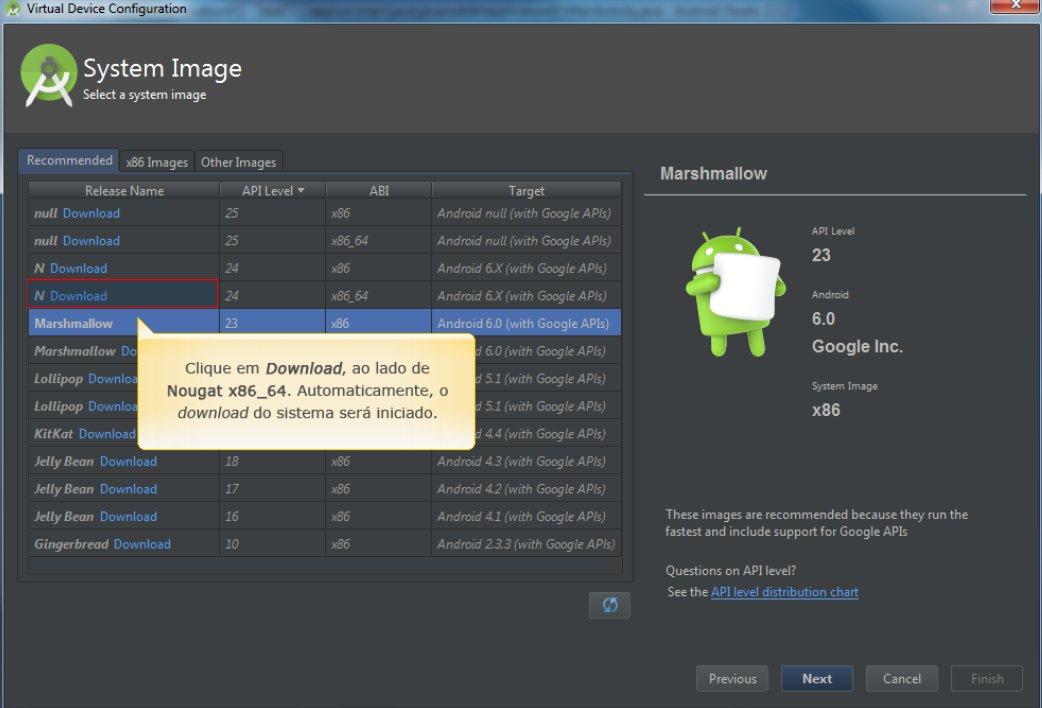 Virtual Device Configuration
System Image
Select a system image
Recommended x86 Images Other Images
Release Name API Level ABI Target
null Download 25 x86 Android null (with Google APIs)
null Download 25 x86_64 Android null (with Google APIs)
N Download 24 x86 Android 6.X (with Google APIs)
N Download 24 x86_64 Android 6.X (with Google APIs)
Marshmallow 23 x86 Android 6.0 (with Google APIs)
Marshmallow Do d 6.0 (with Google APIs)
Lollipop Downloa d 5.1 (with Google APIs)
Lollipop Downloa d 5.1 (with Google APIs)
KitKat Download d 4.4 (with Google APIs)
Jelly Bean Download 18 x86 Android 4.3 (with Google APIs)
Jelly Bean Download 17 x86 Android 4.2 (with Google APIs)
Jelly Bean Download 16 x86 Android 4.1 (with Google APIs)
Gingerbread Download 10 x86 Android 2.3.3 (with Google APIs)
Clique em Download, ao lado de
Nougat x86_64. Automaticamente, o
download do sistema será iniciado.
Marshmallow
API Level
23
Android
6.0
Google Inc.
System Image
x86
These images are recommended because they run the
fastest and include support for Google APIs
Questions on API level?
See the API level distribution chart
Previous Next Cancel Finish